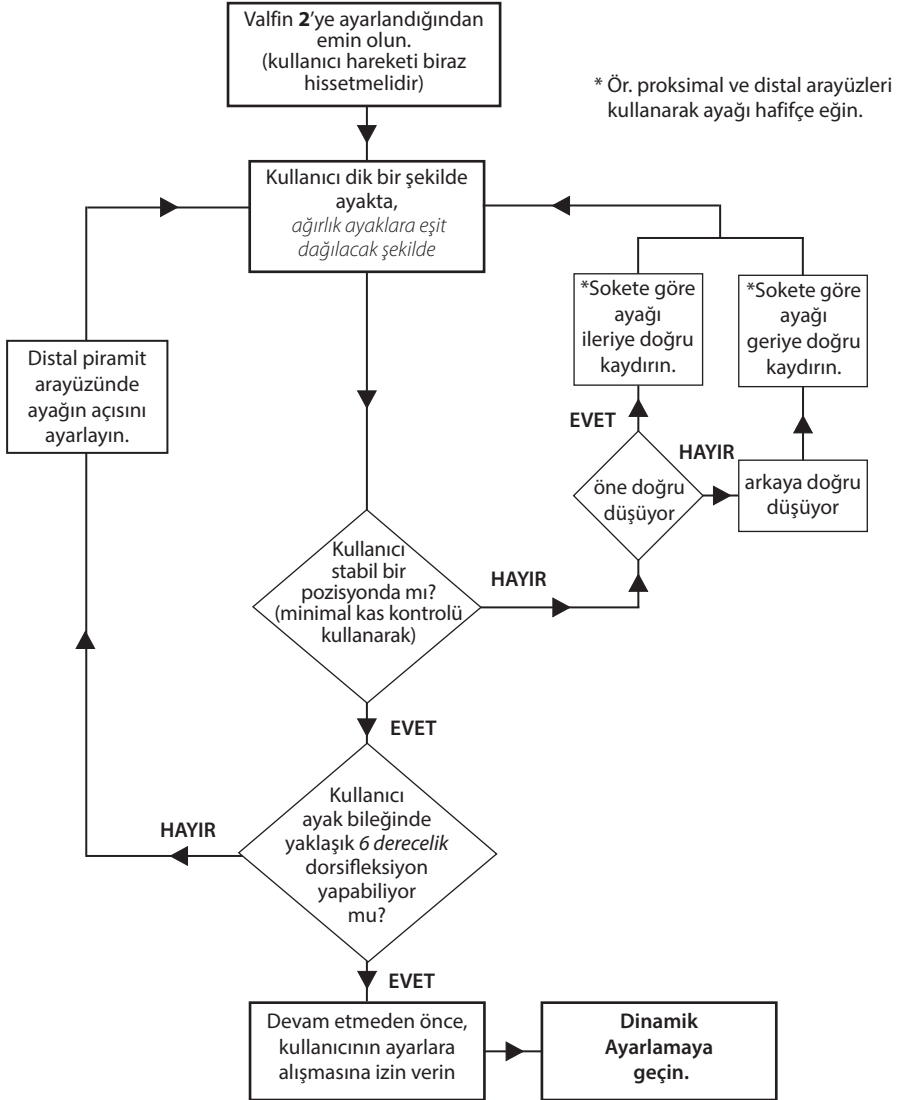 Valfin 2'ye ayarlandığından
emin olun.
(kullanıcı hareketi biraz
hissetmelidir)
* Ör. proksimal ve distal arayüzleri
kullanarak ayağı hafifçe eğin.
Kullanıcı dik bir şekilde
ayakta,
ağırlık ayaklara eşit
dağılacak şekilde
*Sokete göre
ayağı
ileriye doğru
kaydırın.
*Sokete göre
ayağı
geriye doğru
kaydırın.
Distal piramit
arayüzünde
ayağın açısını
ayarlayın.
EVET
HAYIR
öne doğru
düşüyor
arkaya doğru
düşüyor
Kullanıcı
stabil bir
pozisyonda mı?
(minimal kas kontrolü
kullanarak)
HAYIR
EVET
Kullanıcı
ayak bileğinde
yaklaşık 6 derecelik
dorsifleksiyon
yapabiliyor
mu?
HAYIR
EVET
Devam etmeden önce,
kullanıcının ayarlara
alışmasına izin verin
Dinamik
Ayarlamaya
geçin.